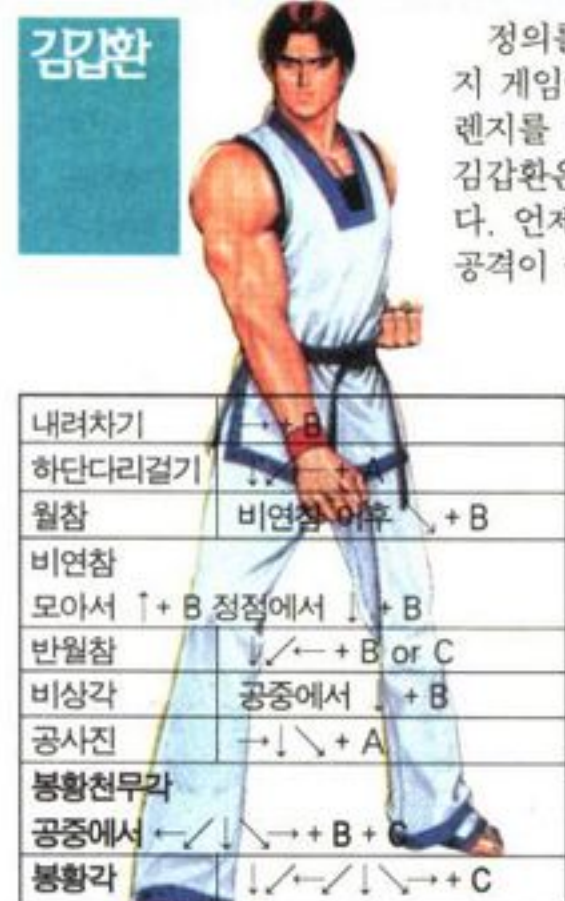 김갑환
정의를
지 게임
렌지를
김갑환은
다. 언제
공격이
내려차기 → + B
하단다리걸기 ↓↙← + A
월참 비연참 이후 ↘ + B
비연참
모아서 ↑ + B 정점에서 ↓ + B
반월참 ↓↙← + B or C
비상각 공중에서 ↓ + B
공사진 →↓↘ + A
봉황천무각
공중에서 ←↙↓↘→ + B + C
봉황각 ↓↙←↙↓↘→ + C